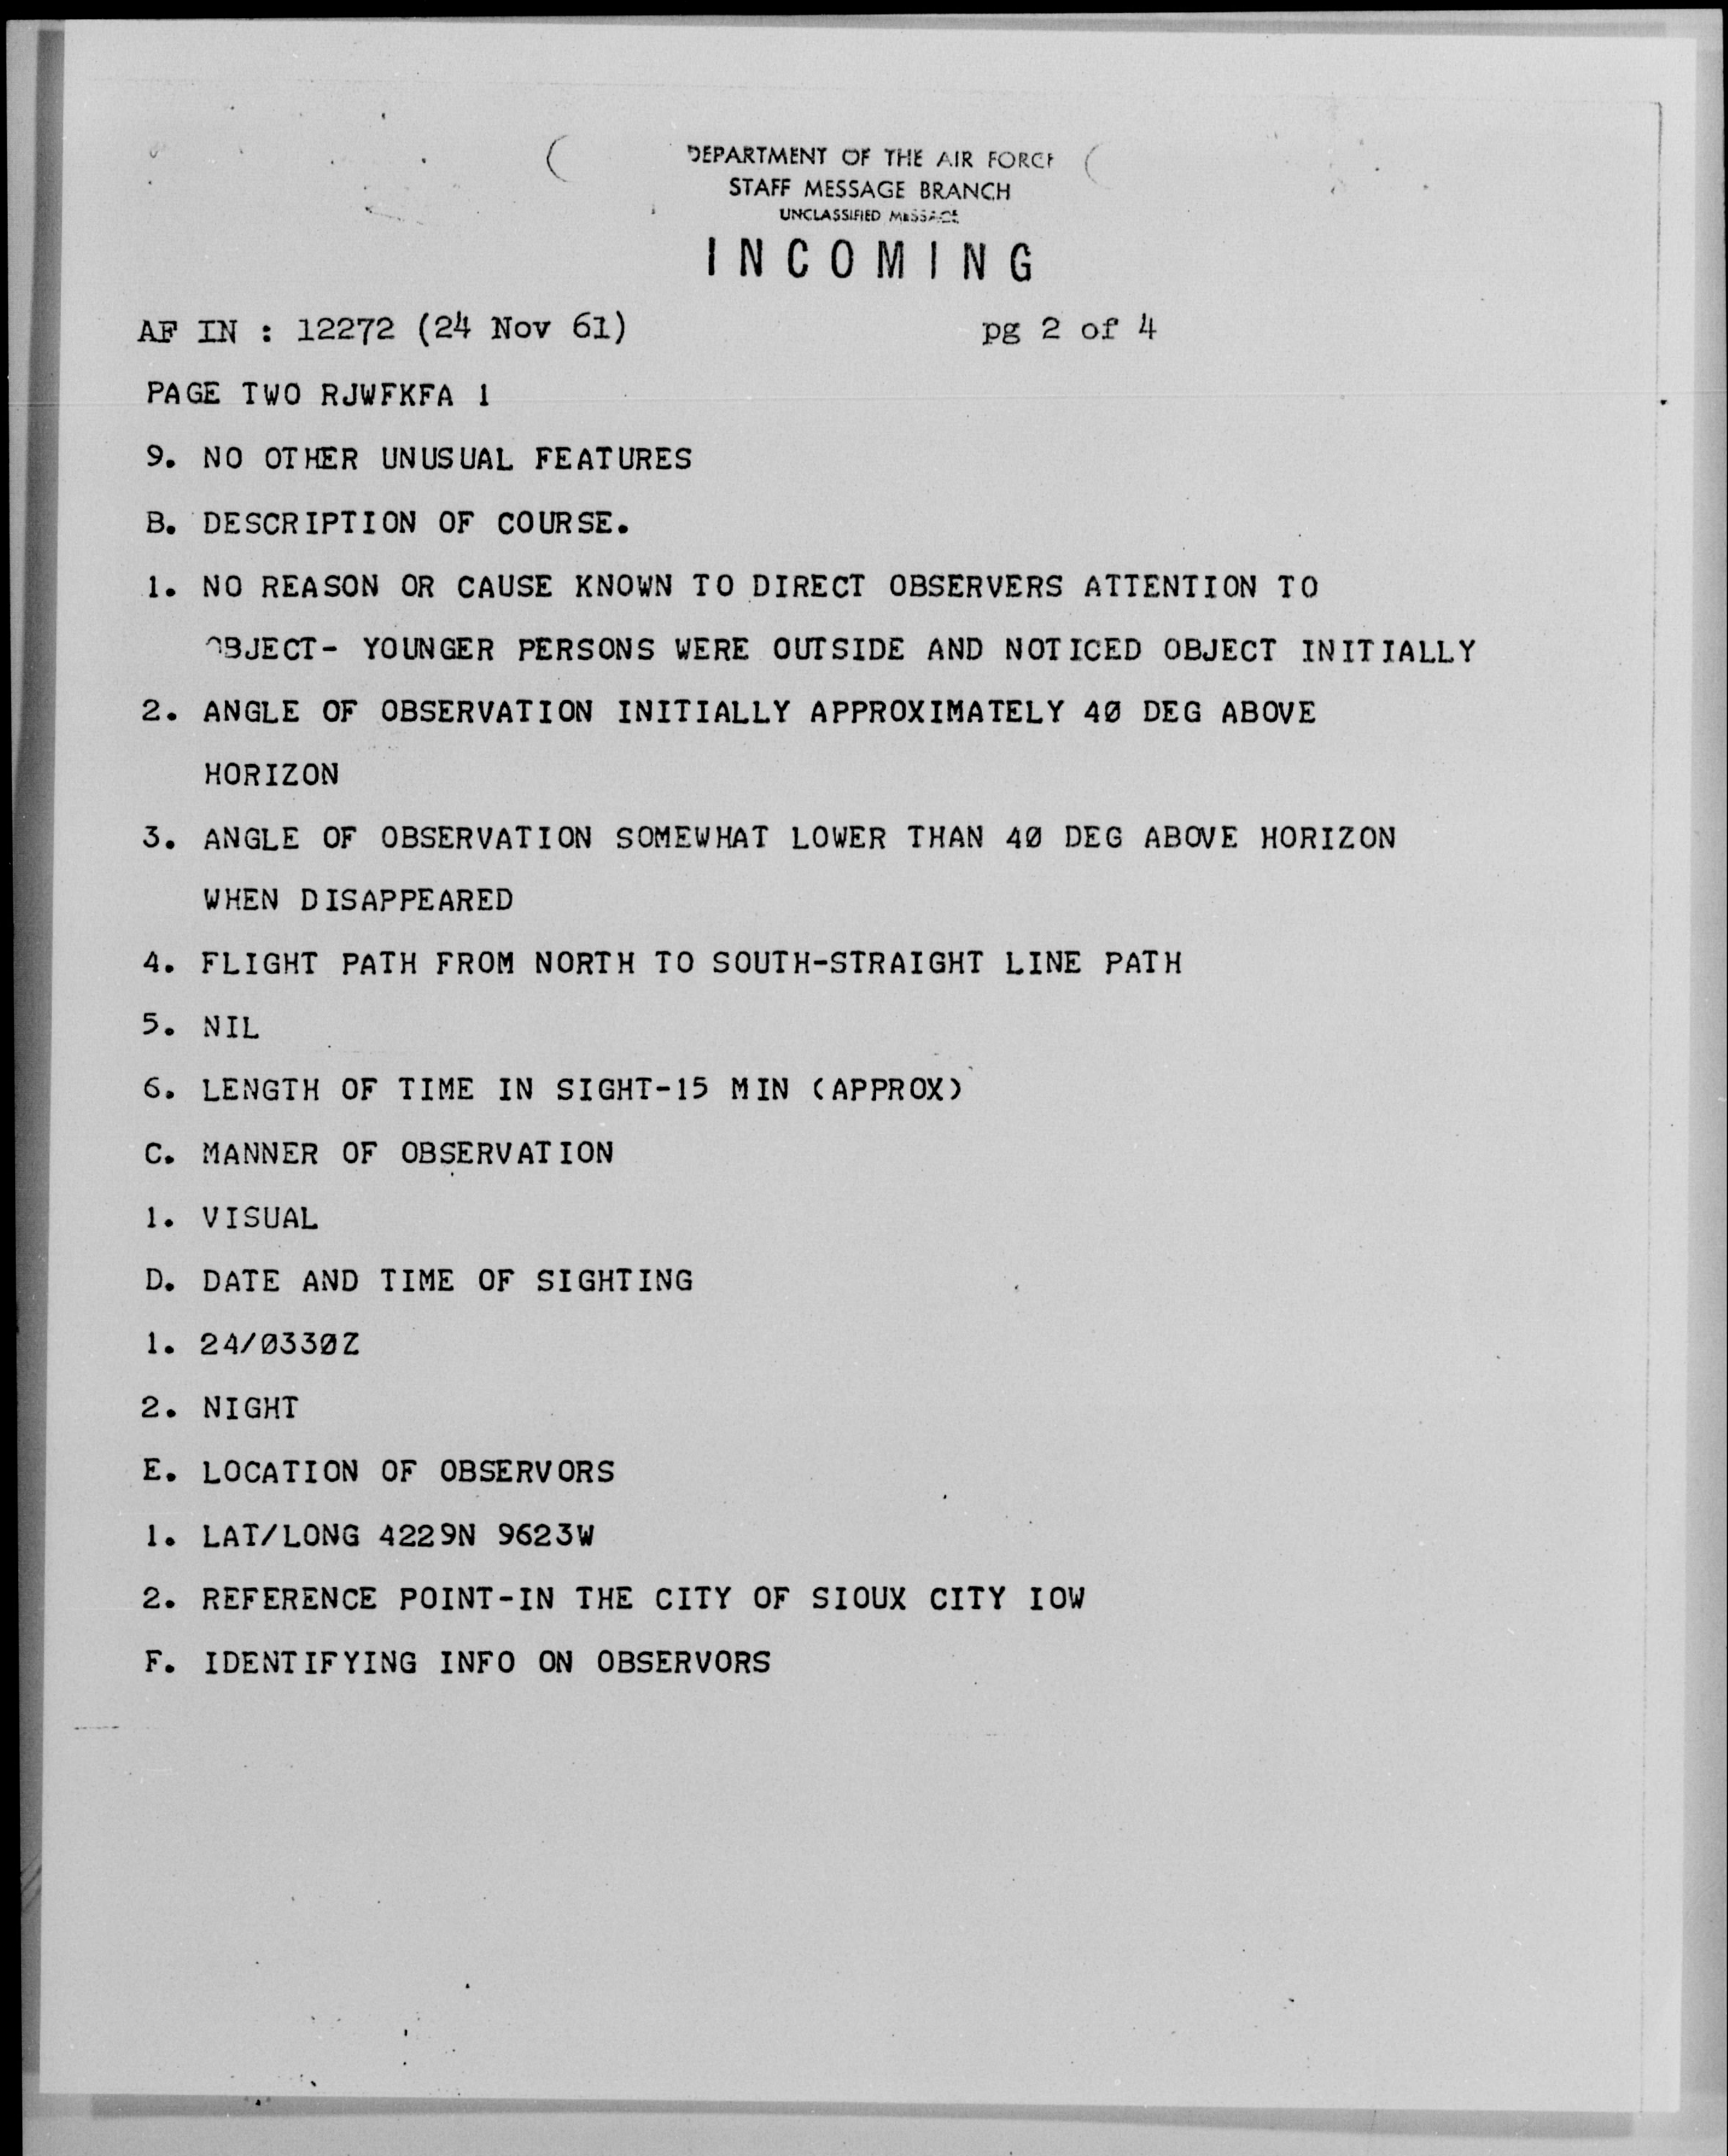 DEPARTMENT OF THE AIR FORCE
STAFF MESSAGE BRANCH
UNCLASSIFIED MESSAGE
INCOMING
AF IN : 12272 (24 Nov 61) pg 2 of 4
PAGE TWO RJWFKFA 1
9. NO OTHER UNUSUAL FEATURES
B. DESCRIPTION OF COURSE.
1. NO REASON OR CAUSE KNOWN TO DIRECT OBSERVERS ATTENTION TO
OBJECT- YOUNGER PERSONS WERE OUTSIDE AND NOTICED OBJECT INITIALLY
2. ANGLE OF OBSERVATION INITIALLY APPROXIMATELY 40 DEG ABOVE
HORIZON
3. ANGLE OF OBSERVATION SOMEWHAT LOWER THAN 40 DEG ABOVE HORIZON
WHEN DISAPPEARED
4. FLIGHT PATH FROM NORTH TO SOUTH-STRAIGHT LINE PATH
5. NIL
6. LENGTH OF TIME IN SIGHT-15 MIN (APPROX)
C. MANNER OF OBSERVATION
1. VISUAL
D. DATE AND TIME OF SIGHTING
1. 24/0330Z
2. NIGHT
E. LOCATION OF OBSERVORS
1. LAT/LONG 4229N 9623W
2. REFERENCE POINT-IN THE CITY OF SIOUX CITY IOW
F. IDENTIFYING INFO ON OBSERVORS